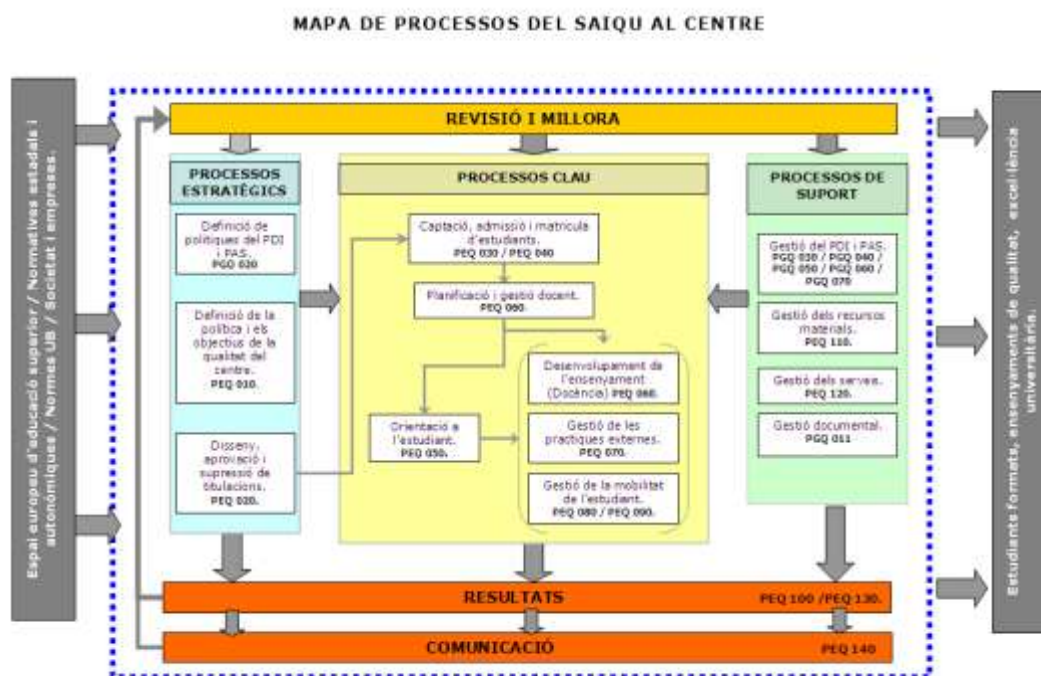 MAPA DE PROCESSOS DEL SAIQU AL CENTRE
Espai europeu d'educació superior / Normatives estadals i
autonòmiques / Normes UB / Societat i empreses.
REVISIÓ I MILLORA
PROCESSOS
ESTRATÈGICS
Definició de
polítiques del PDI
i PAS.
PGQ 020
Definició de la
política i els
objectius de la
qualitat del
centre.
PEQ 010.
Disseny,
aprovació i
supressió de
titulacions.
PEQ 020.
PROCESSOS CLAU
Captació, admissió i matrícula
d'estudiants.
PEQ 030 / PEQ 040
Planificació i gestió docent.
PEQ 060.
Orientació a
l'estudiant.
PEQ 050.
Desenvolupament de
l'ensenyament
(Docència) PEQ 060.
Gestió de les
pràctiques externes.
PEQ 070.
Gestió de la mobilitat
de l'estudiant.
PEQ 080 / PEQ 090.
PROCESSOS DE
SUPORT
Gestió del PDI i PAS.
PGQ 030 / PGQ 040 /
PGQ 050 / PGQ 060 /
PGQ 070
Gestió dels recursos
materials.
PEQ 110.
Gestió dels serveis.
PEQ 120.
Gestió documental.
PGQ 011
RESULTATS
PEQ 100 /PEQ 130.
COMUNICACIÓ
PEQ 140
Estudiants formats, ensenyaments de qualitat, excel·lència
universitària.